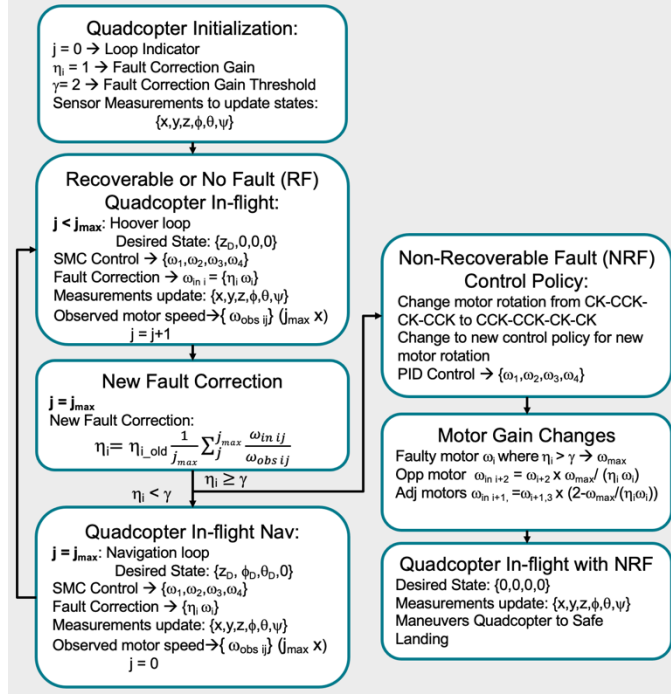 Quadcopter Initialization:
j = 0 → Loop Indicator
ηi = 1 → Fault Correction Gain
γ= 2 → Fault Correction Gain Threshold
Sensor Measurements to update states:
{x,y,z,ϕ,θ,ψ}
Recoverable or No Fault (RF)
Quadcopter In-flight:
j < jmax: Hoover loop
Desired State: {zD,0,0,0}
SMC Control → {ω1,ω2,ω3,ω4}
Fault Correction → ωin i = {ηi ωi}
Measurements update: {x,y,z,ϕ,θ,ψ}
Observed motor speed→{ ωobs ij} (jmax x)
j = j+1
New Fault Correction
j = jmax
New Fault Correction:
ηi= ηi_old 1/jmax ∑j^jmax ωin ij/ωobs ij
ηi < γ
ηi ≥ γ
Quadcopter In-flight Nav:
j = jmax: Navigation loop
Desired State: {zD, ϕD,θD,0}
SMC Control → {ω1,ω2,ω3,ω4}
Fault Correction → {ηi ωi}
Measurements update: {x,y,z,ϕ,θ,ψ}
Observed motor speed→{ ωobs ij} (jmax x)
j = 0
Non-Recoverable Fault (NRF)
Control Policy:
Change motor rotation from CK-CCK-
CK-CCK to CCK-CCK-CK-CK
Change to new control policy for new
motor rotation
PID Control → {ω1,ω2,ω3,ω4}
Motor Gain Changes
Faulty motor ωi where ηi > γ → ωmax
Opp motor ωin i+2 = ωi+2 x ωmax/ (ηi ωi)
Adj motors ωin i+1, =ωi+1,3 x (2-ωmax/(ηiωi))
Quadcopter In-flight with NRF
Desired State: {0,0,0,0}
Measurements update: {x,y,z,ϕ,θ,ψ}
Maneuvers Quadcopter to Safe
Landing